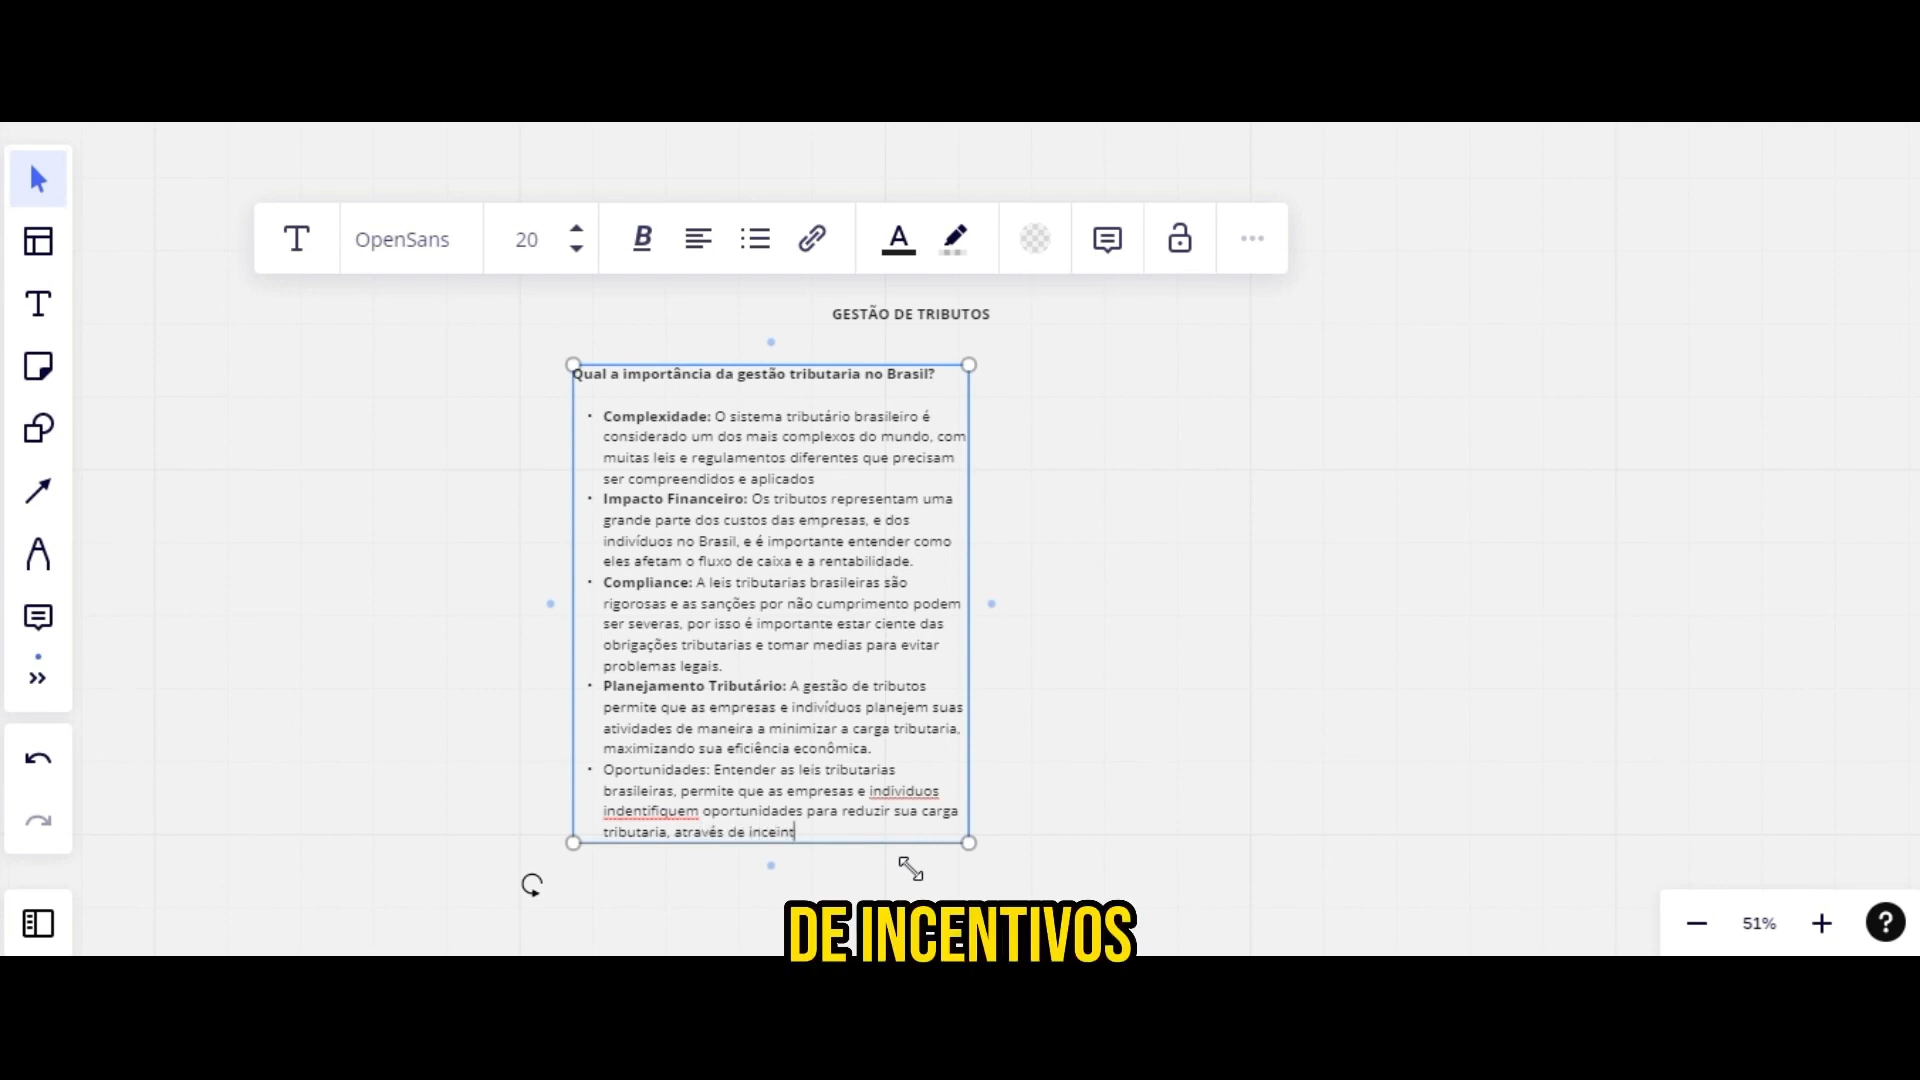 OpenSans
20
B
A
GESTÃO DE TRIBUTOS
Qual a importância da gestão tributaria no Brasil?
• Complexidade: O sistema tributário brasileiro é
considerado um dos mais complexos do mundo, com
muitas leis e regulamentos diferentes que precisam
ser compreendidos e aplicados
• Impacto Financeiro: Os tributos representam uma
grande parte dos custos das empresas, e dos
indivíduos no Brasil, e é importante entender como
eles afetam o fluxo de caixa e a rentabilidade.
• Compliance: A leis tributarias brasileiras são
rigorosas e as sanções por não cumprimento podem
ser severas, por isso é importante estar ciente das
obrigações tributarias e tomar medias para evitar
problemas legais.
• Planejamento Tributário: A gestão de tributos
permite que as empresas e indivíduos planejem suas
atividades de maneira a minimizar a carga tributaria,
maximizando sua eficiência econômica.
• Oportunidades: Entender as leis tributarias
brasileiras, permite que as empresas e individuos
indentifiquem oportunidades para reduzir sua carga
tributaria, através de inceint
DE INCENTIVOS
51%